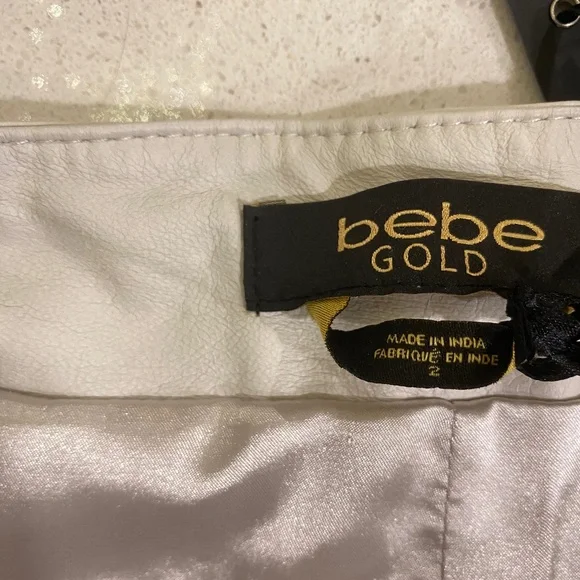 bebe
GOLD
MADE IN INDIA
FABRIQUÉ EN INDE
2